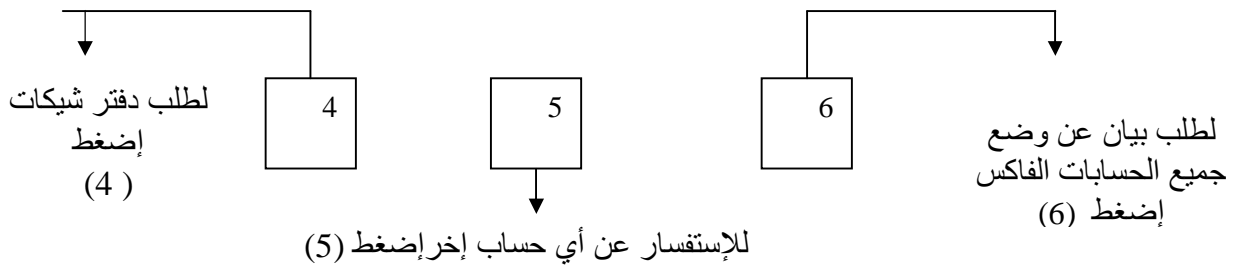 4
5
6
لطلب دفتر شيكات
إضغط
(4 )
لطلب بيان عن وضع
جميع الحسابات الفاكس
إضغط (6)
للإستفسار عن أي حساب إخرإضغط (5)